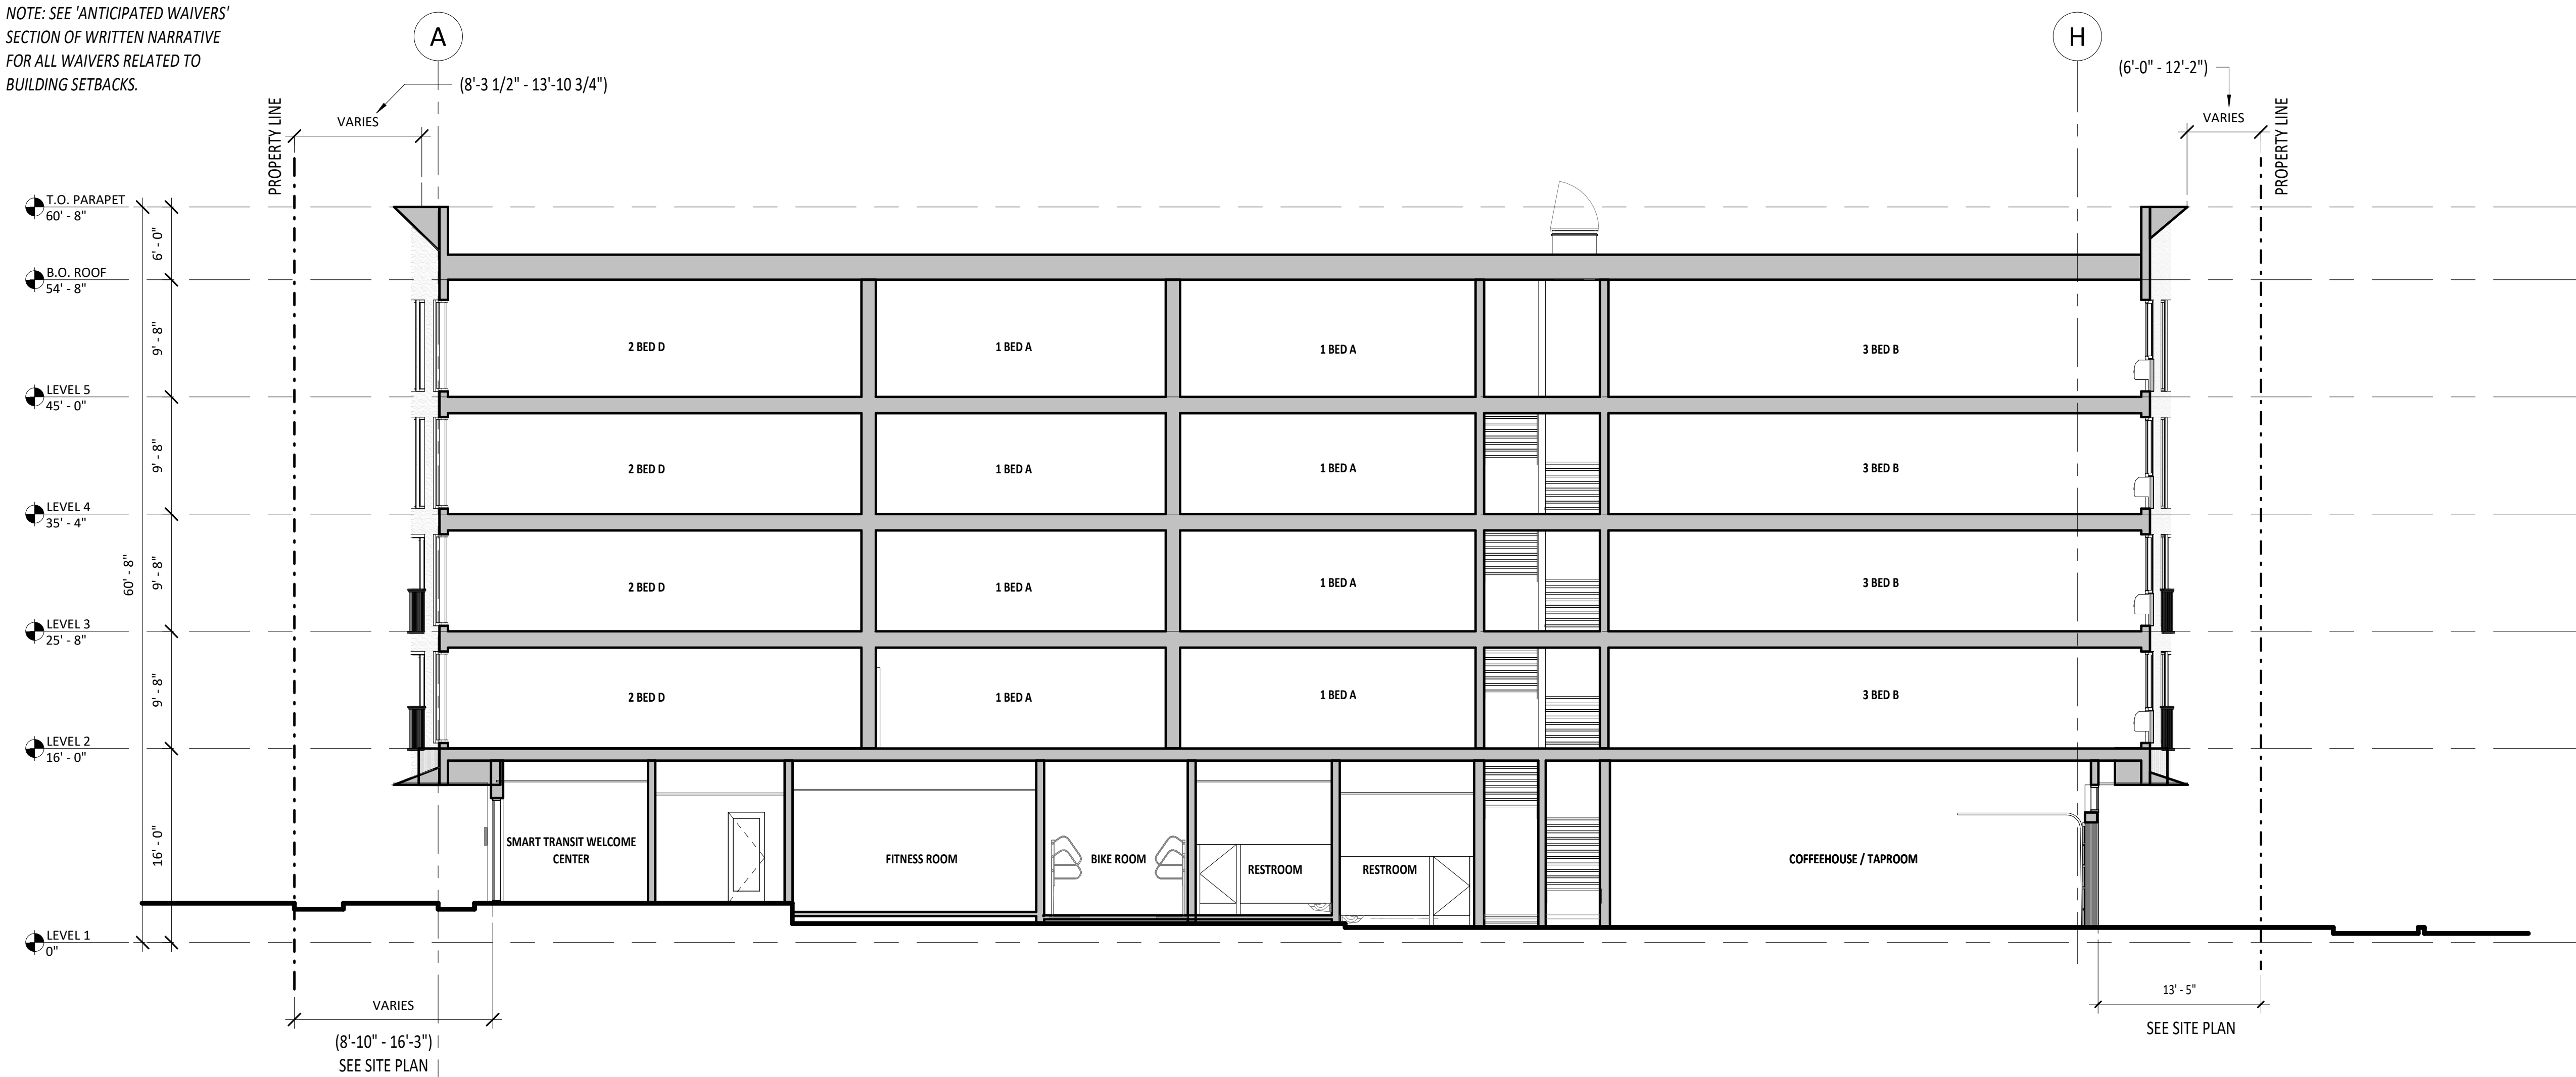 NOTE: SEE 'ANTICIPATED WAIVERS'
SECTION OF WRITTEN NARRATIVE
FOR ALL WAIVERS RELATED TO
BUILDING SETBACKS.
A
H
(8'-3 1/2" - 13'-10 3/4")
(6'-0" - 12'-2")
VARIES
VARIES
PROPERTY LINE
PROPERTY LINE
T.O. PARAPET
60' - 8"
6' - 0"
B.O. ROOF
54' - 8"
9' - 8"
2 BED D
1 BED A
1 BED A
3 BED B
LEVEL 5
45' - 0"
9' - 8"
2 BED D
1 BED A
1 BED A
3 BED B
LEVEL 4
35' - 4"
60' - 8"
9' - 8"
2 BED D
1 BED A
1 BED A
3 BED B
LEVEL 3
25' - 8"
9' - 8"
2 BED D
1 BED A
1 BED A
3 BED B
LEVEL 2
16' - 0"
16' - 0"
SMART TRANSIT WELCOME
CENTER
FITNESS ROOM
BIKE ROOM
RESTROOM
RESTROOM
COFFEEHOUSE / TAPROOM
LEVEL 1
0"
VARIES
(8'-10" - 16'-3")
SEE SITE PLAN
13' - 5"
SEE SITE PLAN